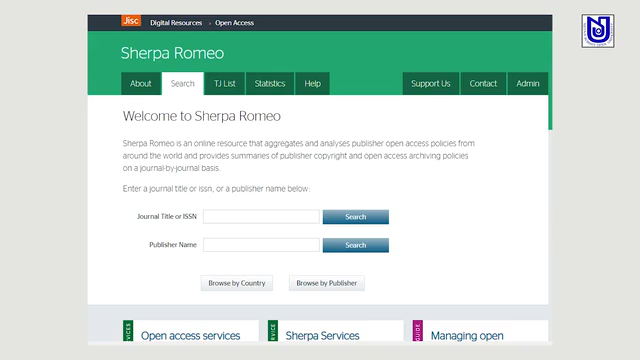 Jisc Digital Resources > Open Access
Sherpa Romeo
About Search TJ List Statistics Help Support Us Contact Admin
Welcome to Sherpa Romeo
Sherpa Romeo is an online resource that aggregates and analyses publisher open access policies from
around the world and provides summaries of publisher copyright and open access archiving policies
on a journal-by-journal basis.
Enter a journal title or issn, or a publisher name below:
Journal Title or ISSN Search
Publisher Name Search
Browse by Country Browse by Publisher
Open access services Sherpa Services Managing open